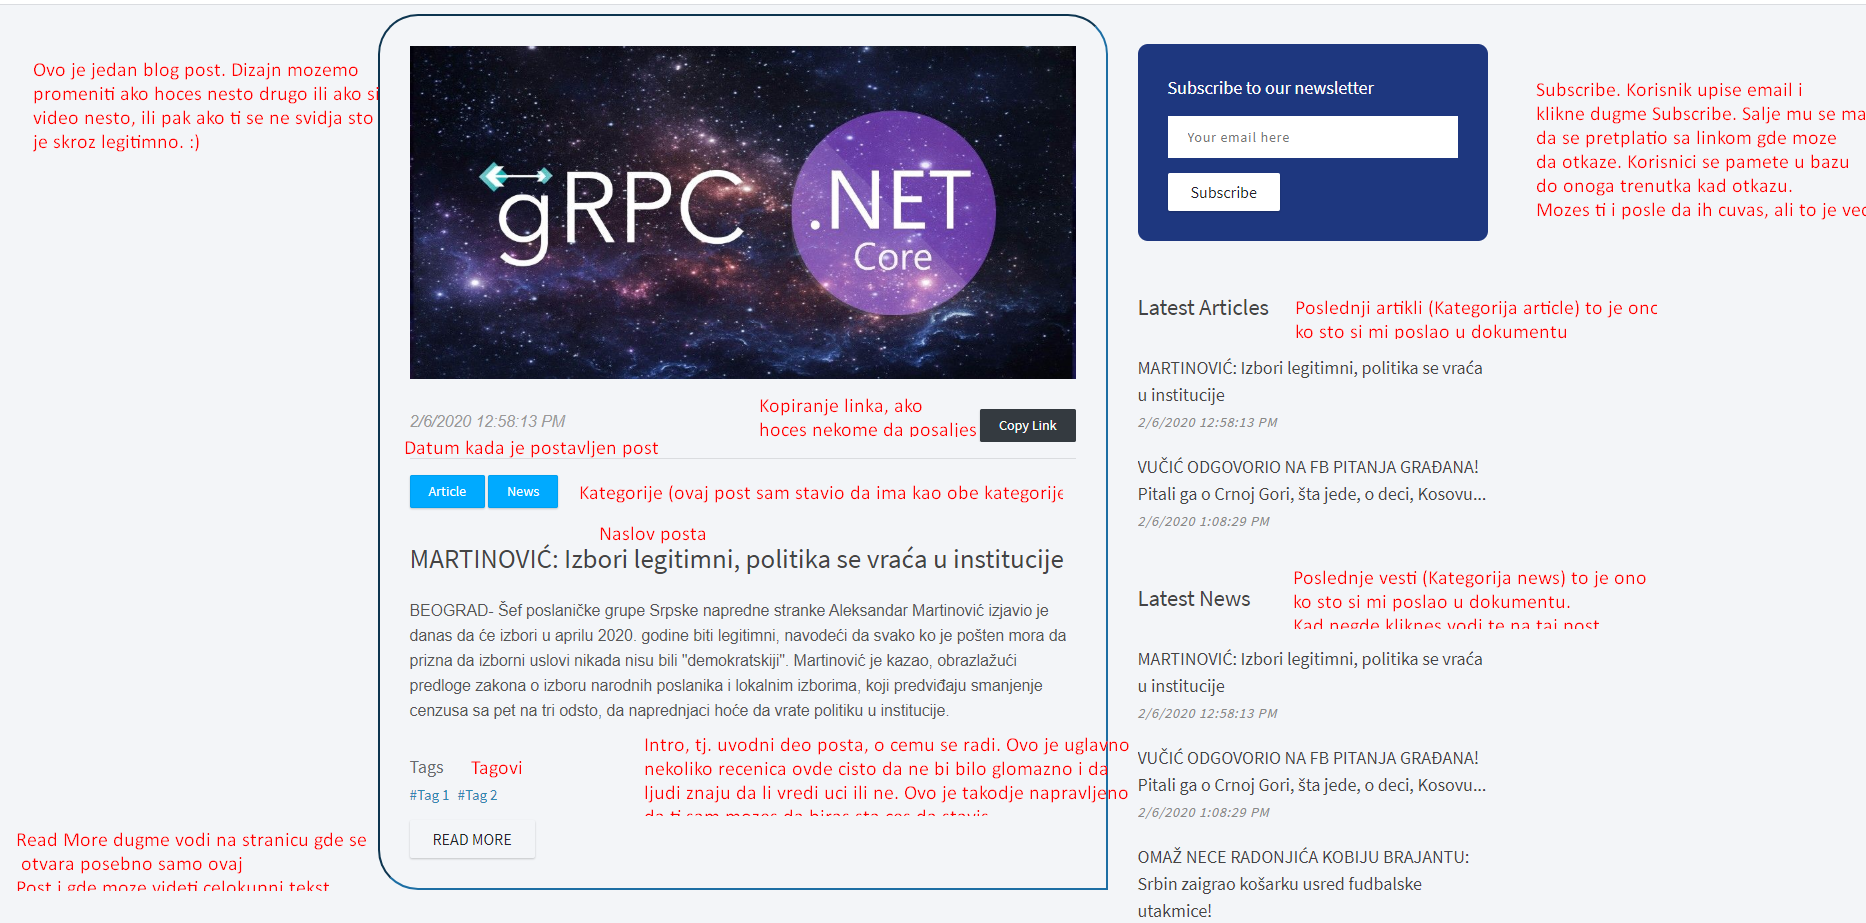 Ovo je jedan blog post. Dizajn mozemo
promeniti ako hoces nesto drugo ili ako si
video nesto, ili pak ako ti se ne svidja sto
je skroz legitimno. :)
gRPC
.NET
Core
2/6/2020 12:58:13 PM
Datum kada je postavljen post
Kopiranje linka, ako
hoces nekome da posaljes
Copy Link
Article
News
Kategorije (ovaj post sam stavio da ima kao obe kategorije
Naslov posta
MARTINOVIĆ: Izbori legitimni, politika se vraća u institucije
BEOGRAD- Šef poslaničke grupe Srpske napredne stranke Aleksandar Martinović izjavio je
danas da će izbori u aprilu 2020. godine biti legitimni, navodeći da svako ko je pošten mora da
prizna da izborni uslovi nikada nisu bili "demokratskiji". Martinović je kazao, obrazlažući
predloge zakona o izboru narodnih poslanika i lokalnim izborima, koji predviđaju smanjenje
cenzusa sa pet na tri odsto, da naprednjaci hoće da vrate politiku u institucije.
Intro, tj. uvodni deo posta, o cemu se radi. Ovo je uglavno
nekoliko recenica ovde cisto da ne bi bilo glomazno i da
ljudi znaju da li vredi uci ili ne. Ovo je takodje napravljeno
da ti sam mozes da biras sta ces da stavis
Tags
Tagovi
#Tag 1 #Tag 2
READ MORE
Read More dugme vodi na stranicu gde se
otvara posebno samo ovaj
Post i gde moze videti celokupni tekst
Subscribe to our newsletter
Your email here
Subscribe
Subscribe. Korisnik upise email i
klikne dugme Subscribe. Salje mu se ma
da se pretplatio sa linkom gde moze
da otkaze. Korisnici se pamete u bazu
do onoga trenutka kad otkazu.
Mozes ti i posle da ih cuvas, ali to je vec
Latest Articles
Poslednji artikli (Kategorija article) to je ono
ko sto si mi poslao u dokumentu
MARTINOVIĆ: Izbori legitimni, politika se vraća
u institucije
2/6/2020 12:58:13 PM
VUČIĆ ODGOVORIO NA FB PITANJA GRAĐANA!
Pitali ga o Crnoj Gori, šta jede, o deci, Kosovu...
2/6/2020 1:08:29 PM
Latest News
Poslednje vesti (Kategorija news) to je ono
ko sto si mi poslao u dokumentu.
Kad negde kliknes vodi te na taj post
MARTINOVIĆ: Izbori legitimni, politika se vraća
u institucije
2/6/2020 12:58:13 PM
VUČIĆ ODGOVORIO NA FB PITANJA GRAĐANA!
Pitali ga o Crnoj Gori, šta jede, o deci, Kosovu...
2/6/2020 1:08:29 PM
OMAŽ NECE RADONJIĆA KOBIJU BRAJANTU:
Srbin zaigrao košarku usred fudbalske
utakmice!